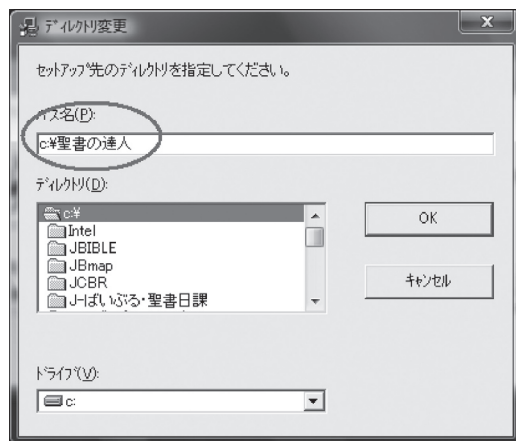 ディレクトリ変更
セットアップ先のディレクトリを指定してください。
パス名(P):
c:¥聖書の達人
ディレクトリ(D):
c:¥
Intel
JBIBLE
JBmap
JCBR
J-ばいぶる・聖書日課
OK
キャンセル
ドライブ(V):
c: